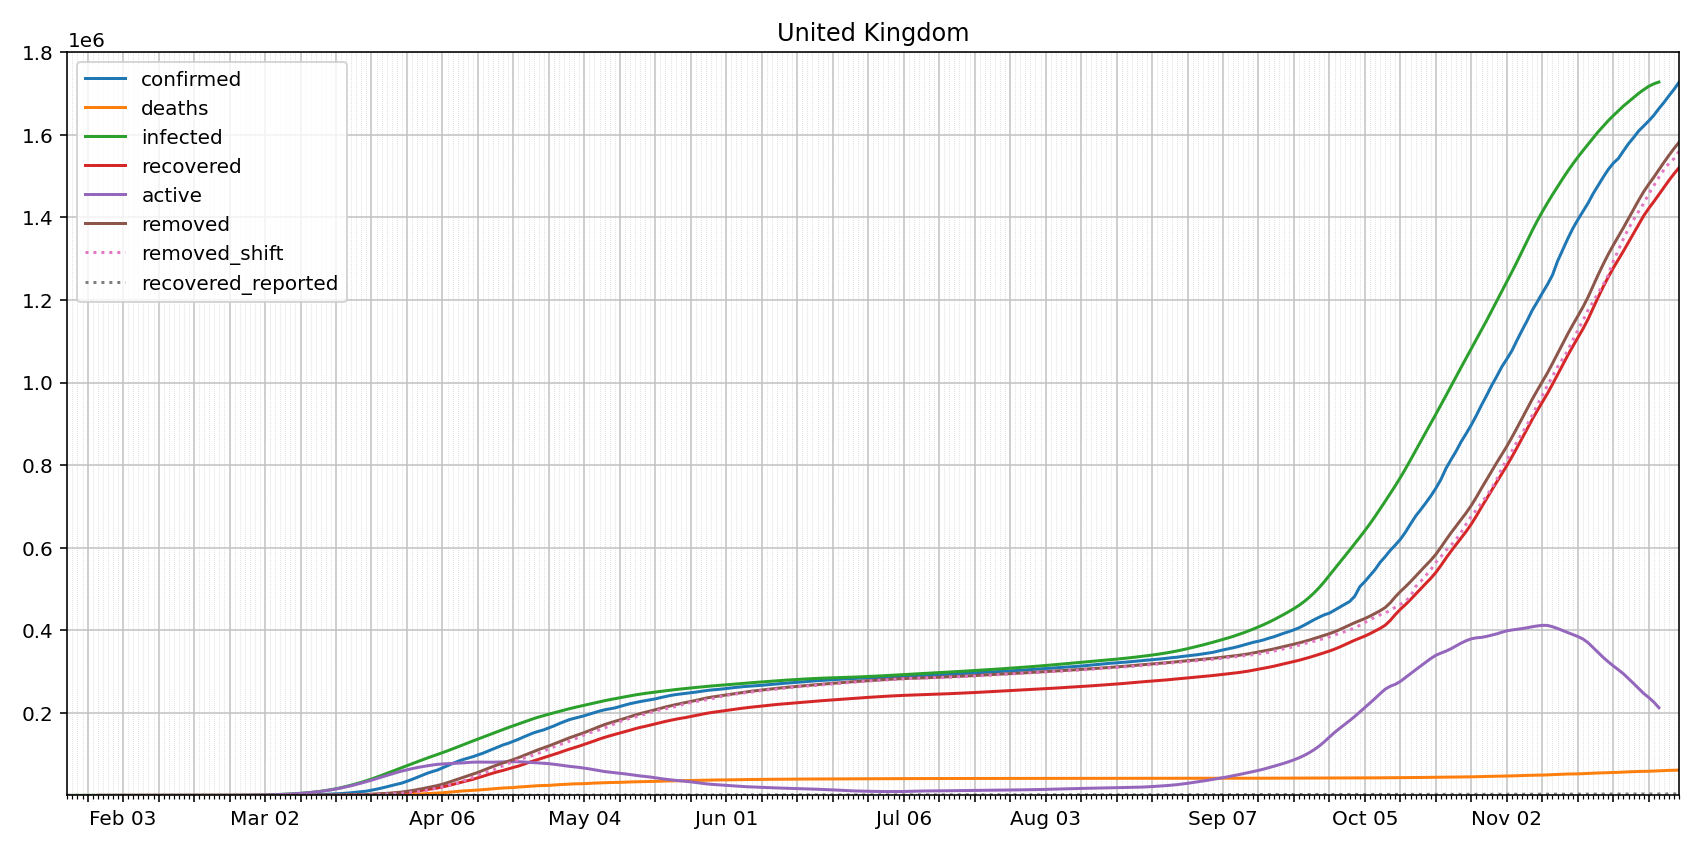 United Kingdom
1e6
1.8
1.6
1.4
1.2
1.0
0.8
0.6
0.4
0.2
confirmed
deaths
infected
recovered
active
removed
removed_shift
recovered_reported
Feb 03
Mar 02
Apr 06
May 04
Jun 01
Jul 06
Aug 03
Sep 07
Oct 05
Nov 02